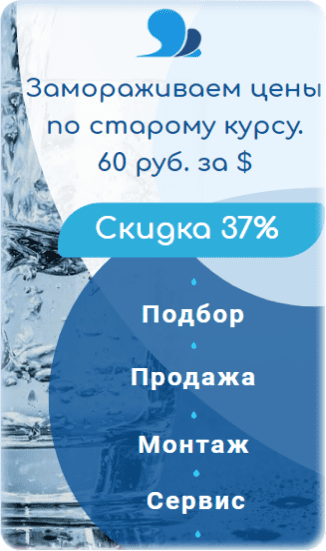 Замораживаем цены
по старому курсу.
60 руб. за $
Скидка 37%
Подбор
Продажа
Монтаж
Сервис